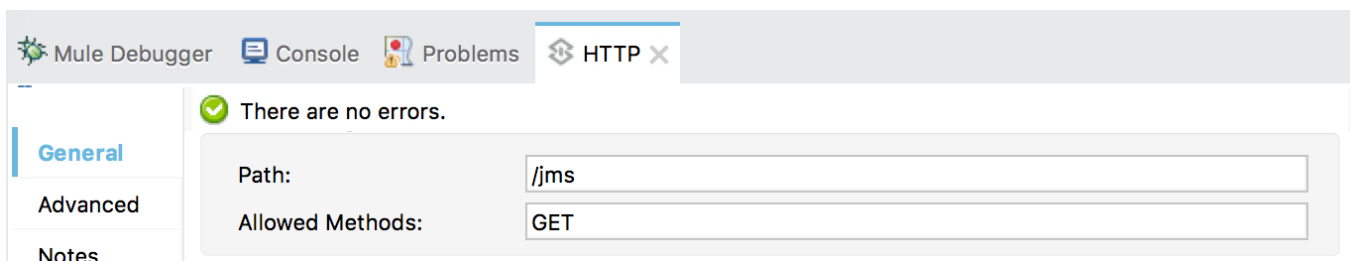 Mule Debugger Console Problems HTTP
There are no errors.
General
Path: /jms
Advanced
Allowed Methods: GET
Notes